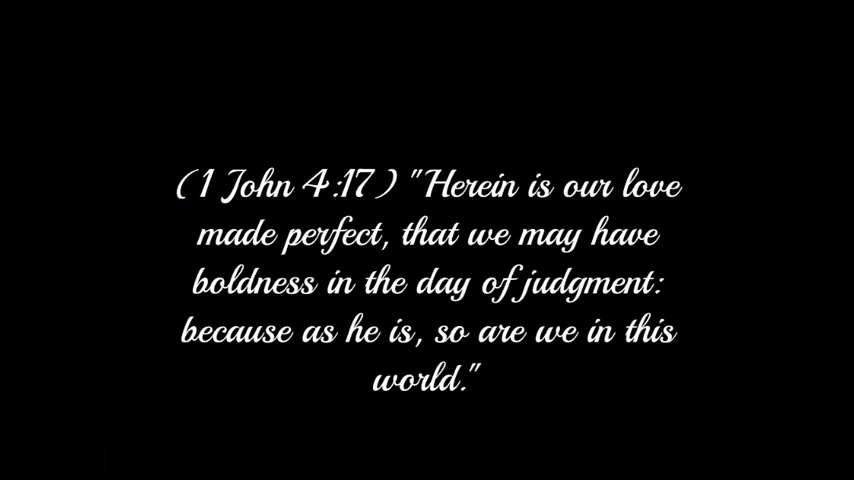 (1 John 4:17) "Herein is our love
made perfect, that we may have
boldness in the day of judgment:
because as he is, so are we in this
world."